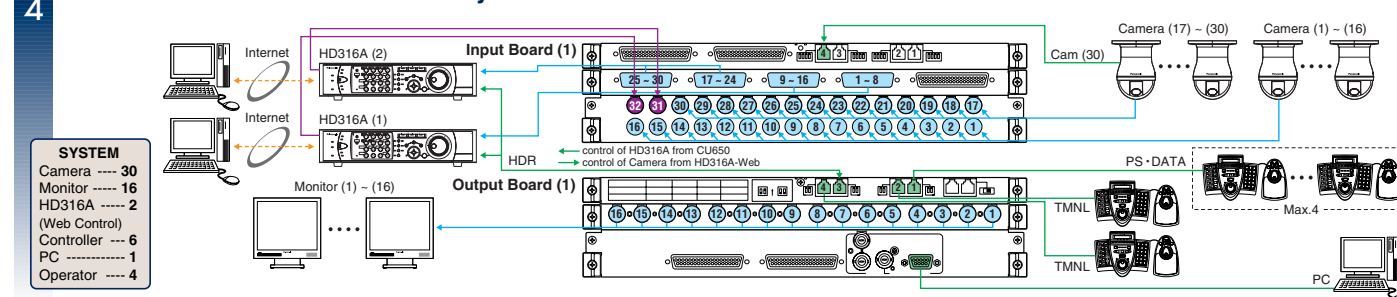 4
Internet
HD316A (2)
Input Board (1)
4
3
2
1
Cam (30)
Camera (17) ~ (30)
Camera (1) ~ (16)
25 ~ 30
17 ~ 24
9 ~ 16
1 ~ 8
32 31 30 29 28 27 26 25 24 23 22 21 20 19 18 17
Internet
HD316A (1)
16 15 14 13 12 11 10 9 8 7 6 5 4 3 2 1
HDR
control of HD316A from CU650
control of Camera from HD316A-Web
SYSTEM
Camera ---- 30
Monitor ----- 16
HD316A ----- 2
(Web Control)
Controller --- 6
PC ------------ 1
Operator ---- 4
Monitor (1) ~ (16)
Output Board (1)
4 3
2 1
PS･DATA
Max.4
TMNL
16 15 14 13 12 11 10 9 8 7 6 5 4 3 2 1
TMNL
PC